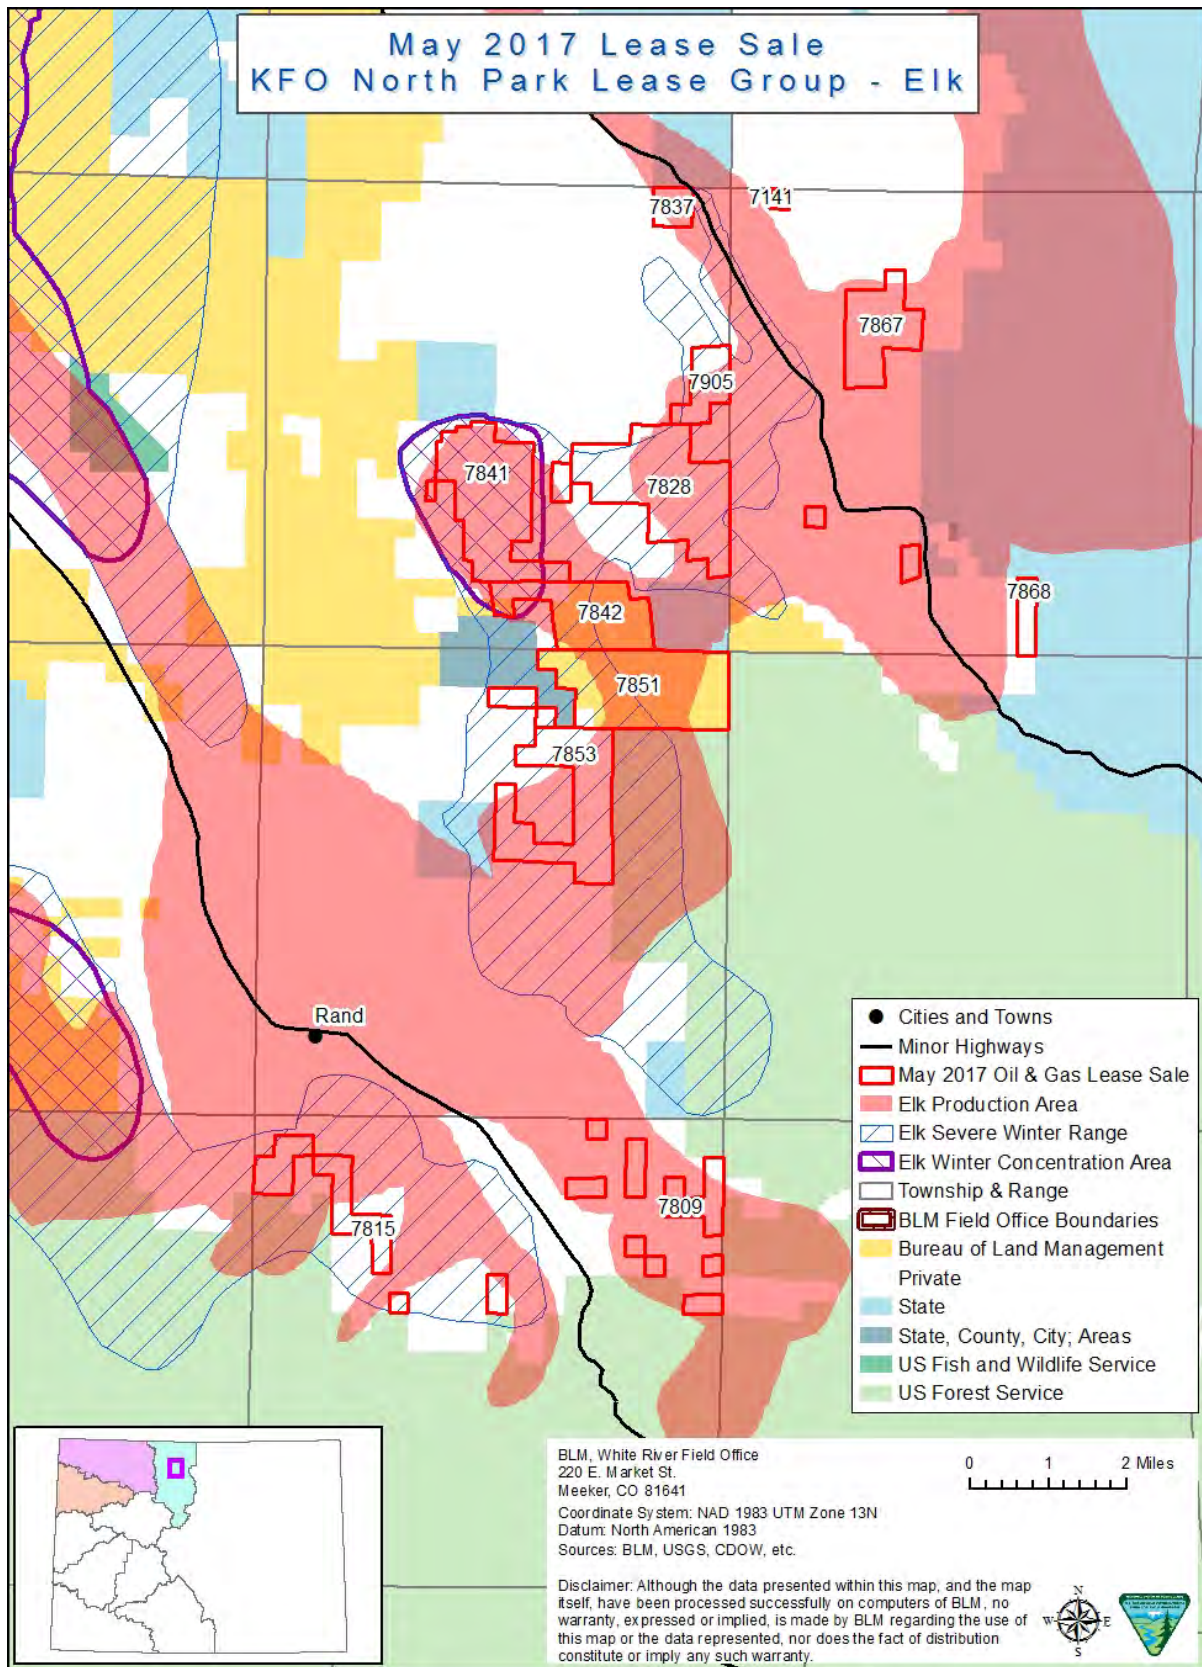 May 2017 Lease Sale
KFO North Park Lease Group - Elk
7837
7141
7867
7905
7841
7828
7868
7842
7851
7853
Rand
7809
7815
Cities and Towns
Minor Highways
May 2017 Oil & Gas Lease Sale
Elk Production Area
Elk Severe Winter Range
Elk Winter Concentration Area
Township & Range
BLM Field Office Boundaries
Bureau of Land Management
Private
State
State, County, City; Areas
US Fish and Wildlife Service
US Forest Service
BLM, White River Field Office
220 E. Market St.
Meeker, CO 81641
Coordinate System: NAD 1983 UTM Zone 13N
Datum: North American 1983
Sources: BLM, USGS, CDOW, etc.
0 1 2 Miles
Disclaimer: Although the data presented within this map, and the map
itself, have been processed successfully on computers of BLM, no
warranty, expressed or implied, is made by BLM regarding the use of
this map or the data represented, nor does the fact of distribution
constitute or imply any such warranty.
N
W E
S